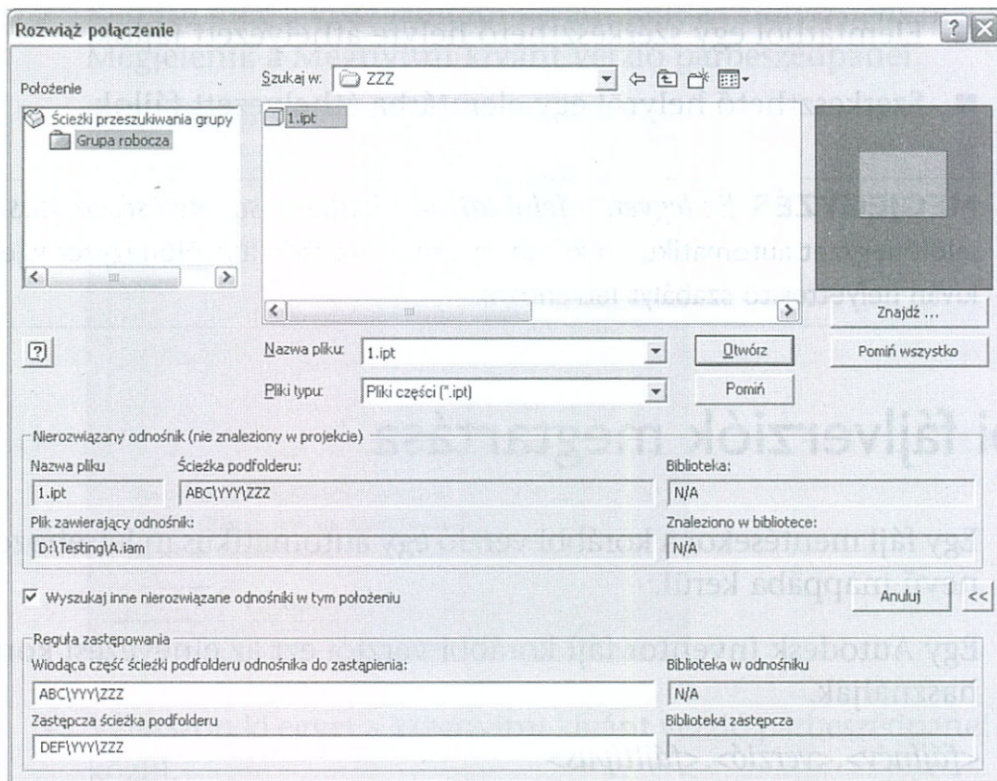 Rozwiąż połączenie
Położenie
Szukaj w: ZZZ
Ścieżki przeszukiwania grupy
Grupa robocza
1.ipt
Znajdź ...
Nazwa pliku: 1.ipt
Otwórz
Pomiń wszystko
Pliki typu: Pliki części (*.ipt)
Pomiń
Nierozwiązany odnośnik (nie znaleziony w projekcie)
Nazwa pliku Ścieżka podfolderu: Biblioteka:
1.ipt ABC\YYY\ZZZ N/A
Plik zawierający odnośnik: Znaleziono w bibliotece:
D:\Testing\A.iam N/A
Wyszukaj inne nierozwiązane odnośniki w tym położeniu
Anuluj <<
Reguła zastępowania
Wiodąca część ścieżki podfolderu odnośnika do zastąpienia: Biblioteka w odnośniku
ABC\YYY\ZZZ N/A
Zastępcza ścieżka podfolderu Biblioteka zastępcza
DEF\YYY\ZZZ